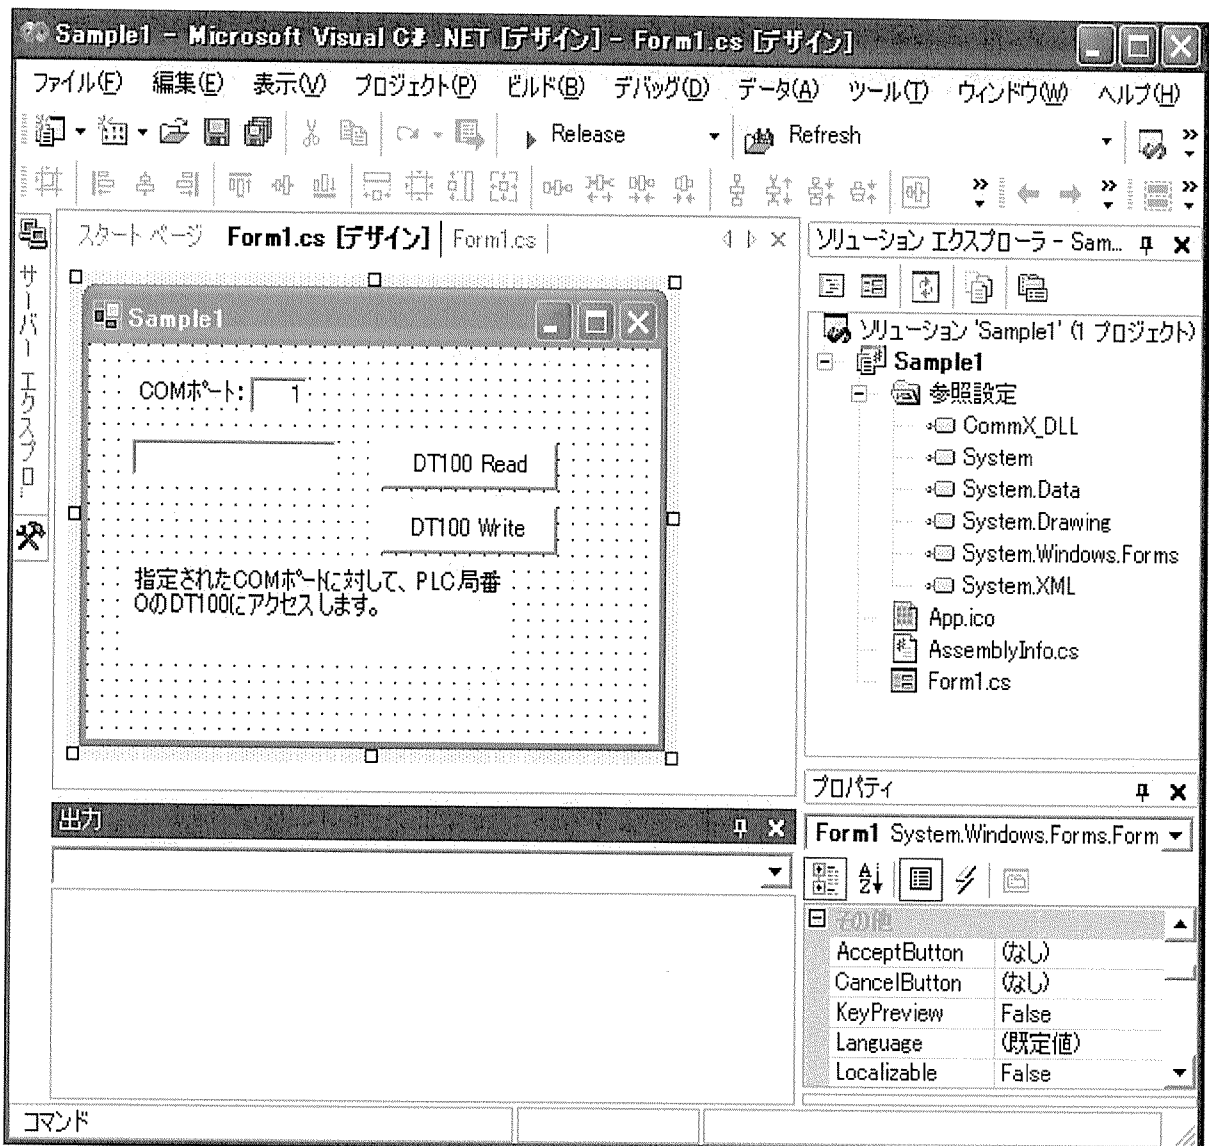 Sample1 - Microsoft Visual C# .NET [デザイン] - Form1.cs [デザイン]
ファイル(F) 編集(E) 表示(V) プロジェクト(P) ビルド(B) デバッグ(D) データ(A) ツール(T) ウィンドウ(W) ヘルプ(H)
Release Refresh
サーバー エクスプロ...
スタート ページ Form1.cs [デザイン] Form1.cs
Sample1
COMポート: 1
DT100 Read
DT100 Write
指定されたCOMポートに対して、PLC局番
0のDT100にアクセスします。
ソリューション エクスプローラ - Sam...
ソリューション 'Sample1' (1 プロジェクト)
Sample1
参照設定
CommX_DLL
System
System.Data
System.Drawing
System.Windows.Forms
System.XML
App.ico
AssemblyInfo.cs
Form1.cs
出力
プロパティ
Form1 System.Windows.Forms.Form
その他
AcceptButton (なし)
CancelButton (なし)
KeyPreview False
Language (既定値)
Localizable False
コマンド